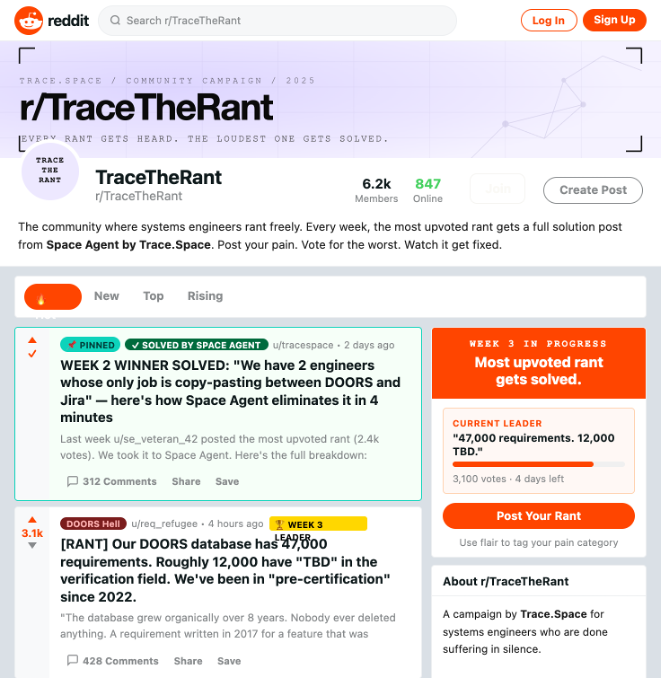 reddit
Search r/TraceTheRant
Log In
Sign Up
TRACE.SPACE / COMMUNITY CAMPAIGN / 2025
r/TraceTheRant
EVERY RANT GETS HEARD. THE LOUDEST ONE GETS SOLVED.
TRACE
THE
RANT
TraceTheRant
r/TraceTheRant
6.2k
Members
847
Online
Join
Create Post
The community where systems engineers rant freely. Every week, the most upvoted rant gets a full solution post
from Space Agent by Trace.Space. Post your pain. Vote for the worst. Watch it get fixed.
New
Top
Rising
PINNED
✓ SOLVED BY SPACE AGENT
u/tracespace • 2 days ago
WEEK 2 WINNER SOLVED: "We have 2 engineers
whose only job is copy-pasting between DOORS and
Jira" — here's how Space Agent eliminates it in 4
minutes
Last week u/se_veteran_42 posted the most upvoted rant (2.4k
votes). We took it to Space Agent. Here's the full breakdown:
312 Comments
Share
Save
3.1k
DOORS Hell
u/req_refugee • 4 hours ago
WEEK 3
LEADER
[RANT] Our DOORS database has 47,000
requirements. Roughly 12,000 have "TBD" in the
verification field. We've been in "pre-certification"
since 2022.
"The database grew organically over 8 years. Nobody ever deleted
anything. A requirement written in 2017 for a feature that was
428 Comments
Share
Save
WEEK 3 IN PROGRESS
Most upvoted rant
gets solved.
CURRENT LEADER
"47,000 requirements. 12,000
TBD."
3,100 votes · 4 days left
Post Your Rant
Use flair to tag your pain category
About r/TraceTheRant
A campaign by Trace.Space for
systems engineers who are done
suffering in silence.